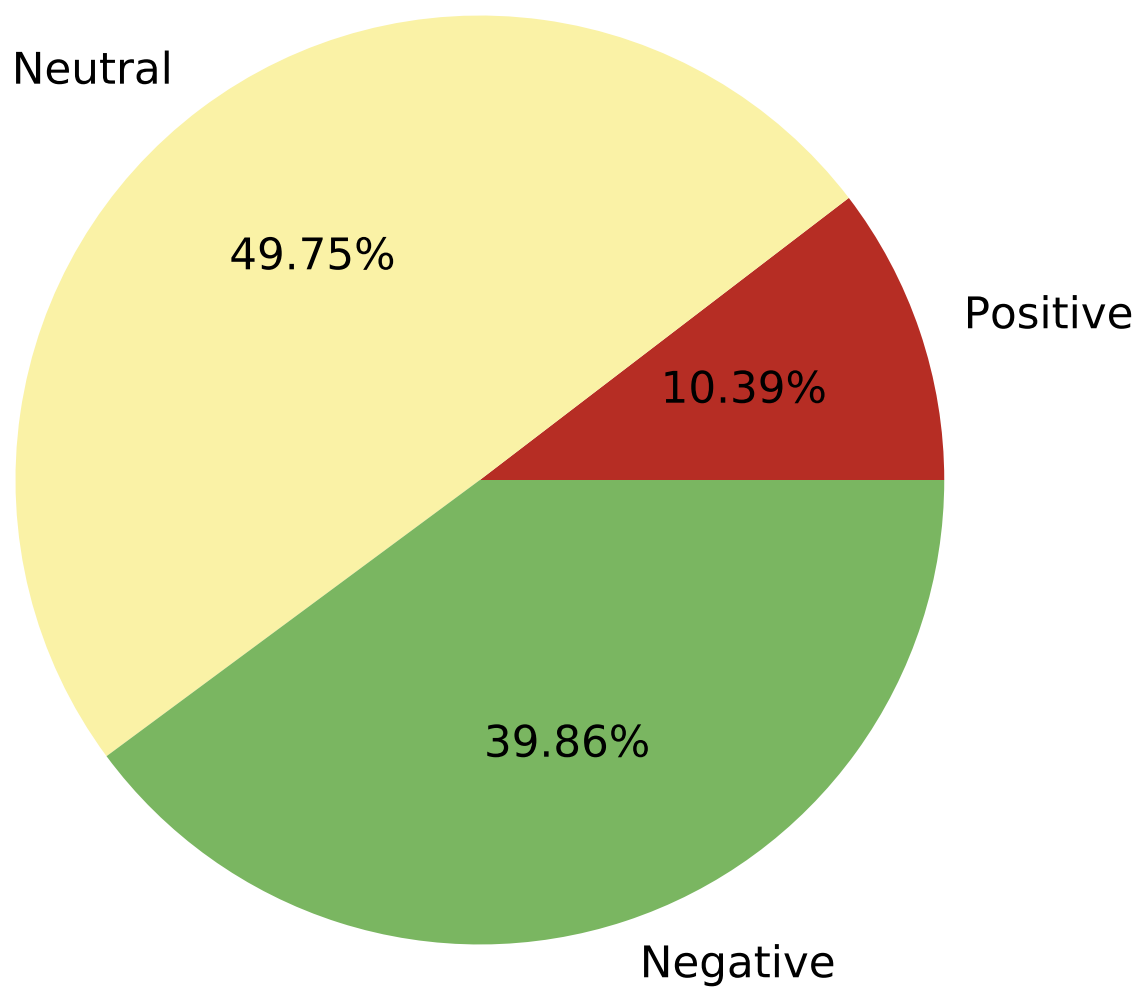 Neutral
49.75%
Positive
10.39%
39.86%
Negative